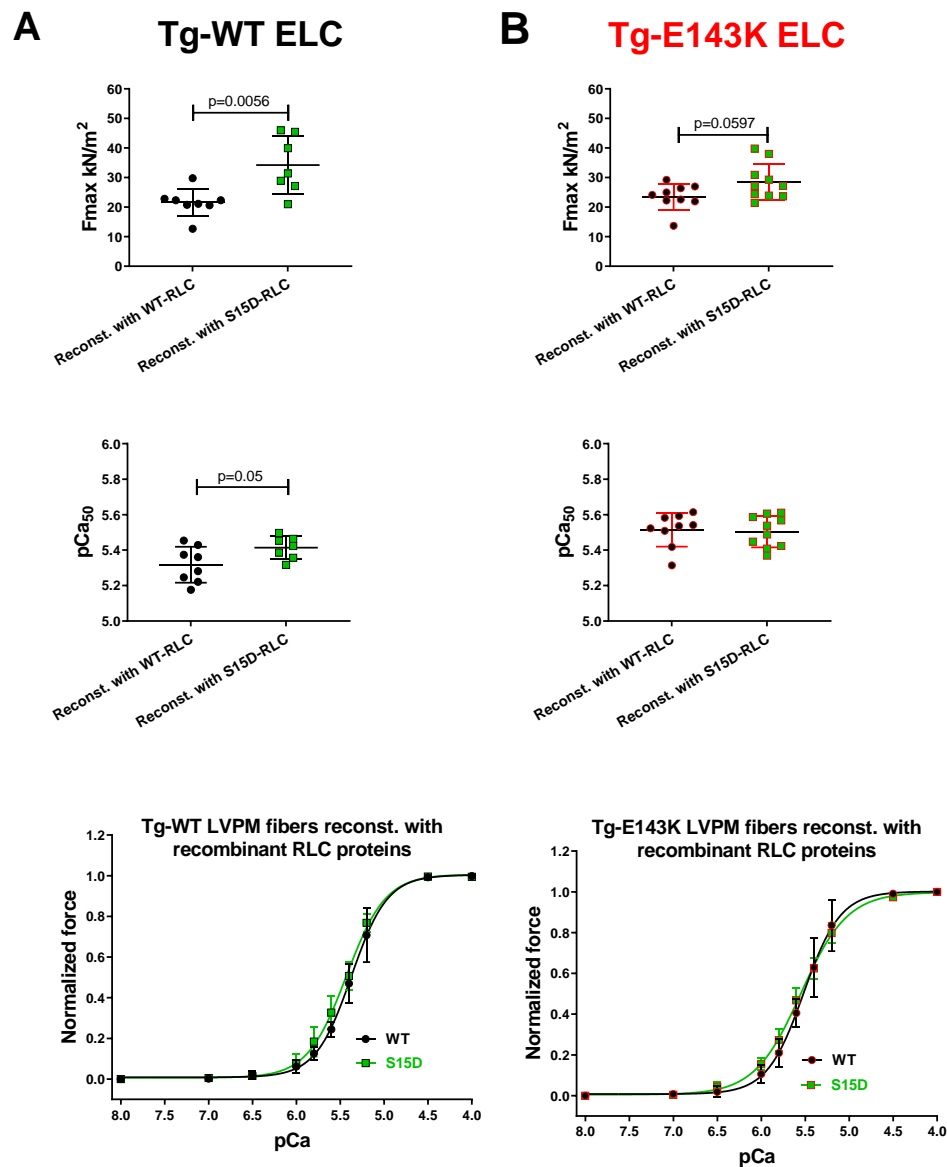 A
Tg-WT ELC
Fmax kN/m²
60
50
40
30
20
10
0
p=0.0056
Reconst. with WT-RLC
Reconst. with S15D-RLC
pCa₅₀
6.0
5.8
5.6
5.4
5.2
5.0
p=0.05
Reconst. with WT-RLC
Reconst. with S15D-RLC
Tg-WT LVPM fibers reconst. with
recombinant RLC proteins
Normalized force
1.2
1.0
0.8
0.6
0.4
0.2
0.0
WT
S15D
8.0 7.0 6.5 6.0 5.5 5.0 4.5 4.0
pCa
B
Tg-E143K ELC
Fmax kN/m²
60
50
40
30
20
10
0
p=0.0597
Reconst. with WT-RLC
Reconst. with S15D-RLC
pCa₅₀
6.0
5.8
5.6
5.4
5.2
5.0
Reconst. with WT-RLC
Reconst. with S15D-RLC
Tg-E143K LVPM fibers reconst. with
recombinant RLC proteins
Normalized force
1.2
1.0
0.8
0.6
0.4
0.2
0.0
WT
S15D
8.0 7.5 7.0 6.5 6.0 5.5 5.0 4.5 4.0
pCa